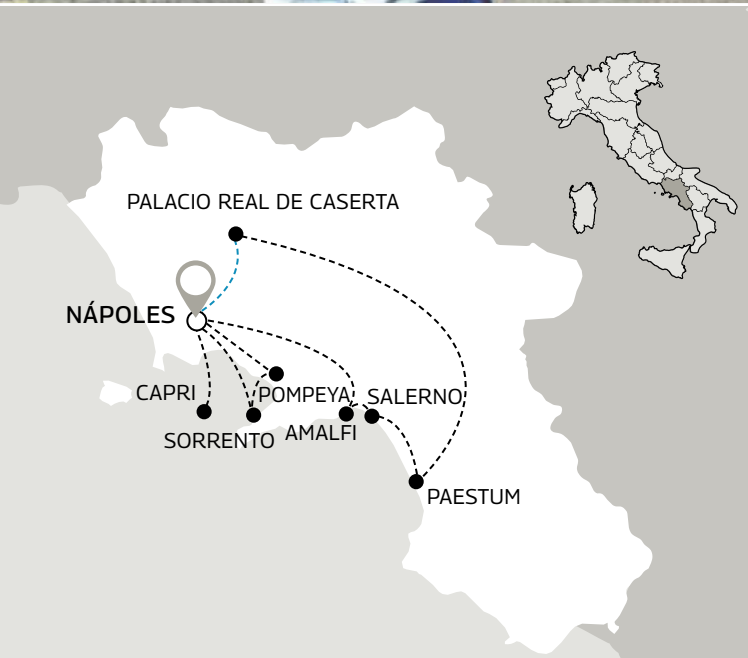 PALACIO REAL DE CASERTA
NÁPOLES
CAPRI
POMPEYA
SALERNO
SORRENTO
AMALFI
PAESTUM